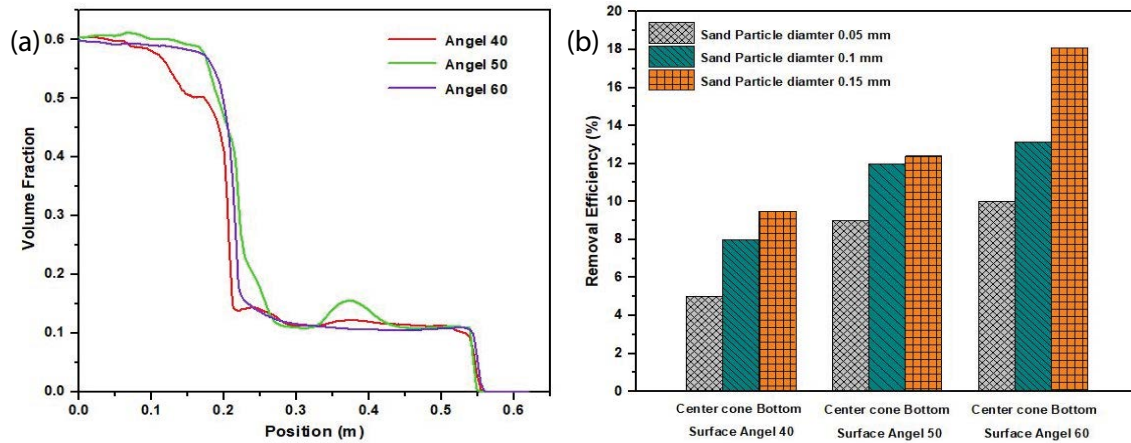 (a)
Volume Fraction
0.6
0.5
0.4
0.3
0.2
0.1
0.0
0.0 0.1 0.2 0.3 0.4 0.5 0.6
Position (m)
Angel 40
Angel 50
Angel 60
(b)
Removal Efficiency (%)
20
18
16
14
12
10
8
6
4
2
0
Sand Particle diamter 0.05 mm
Sand Particle diamter 0.1 mm
Sand Particle diamter 0.15 mm
Center cone Bottom
Surface Angel 40
Center cone Bottom
Surface Angel 50
Center cone Bottom
Surface Angel 60